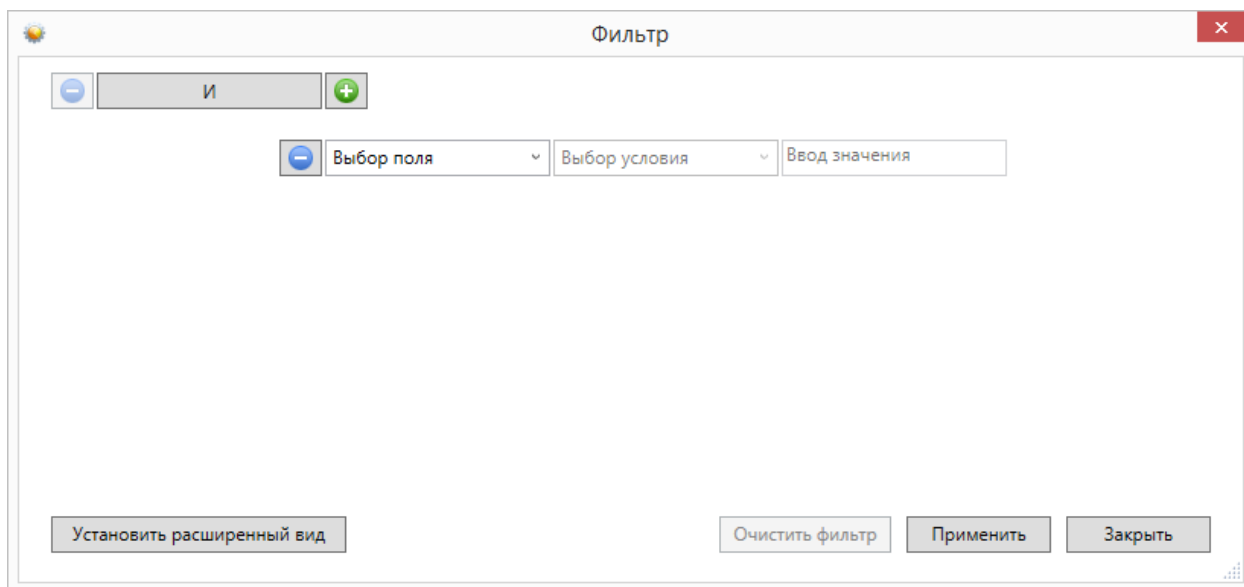 Фильтр
И
Выбор поля Выбор условия Ввод значения
Установить расширенный вид Очистить фильтр Применить Закрыть